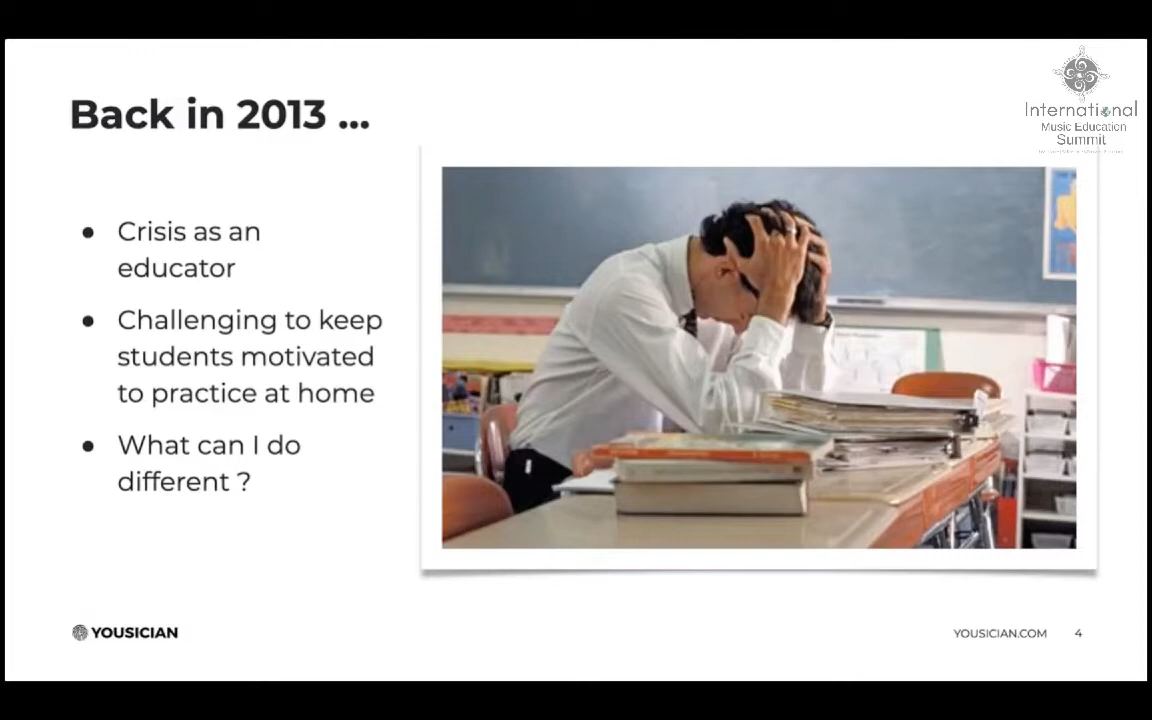 Back in 2013 ...
International
Music Education
Summit
● Crisis as an
educator
● Challenging to keep
students motivated
to practice at home
● What can I do
different ?
YOUSICIAN
YOUSICIAN.COM
4